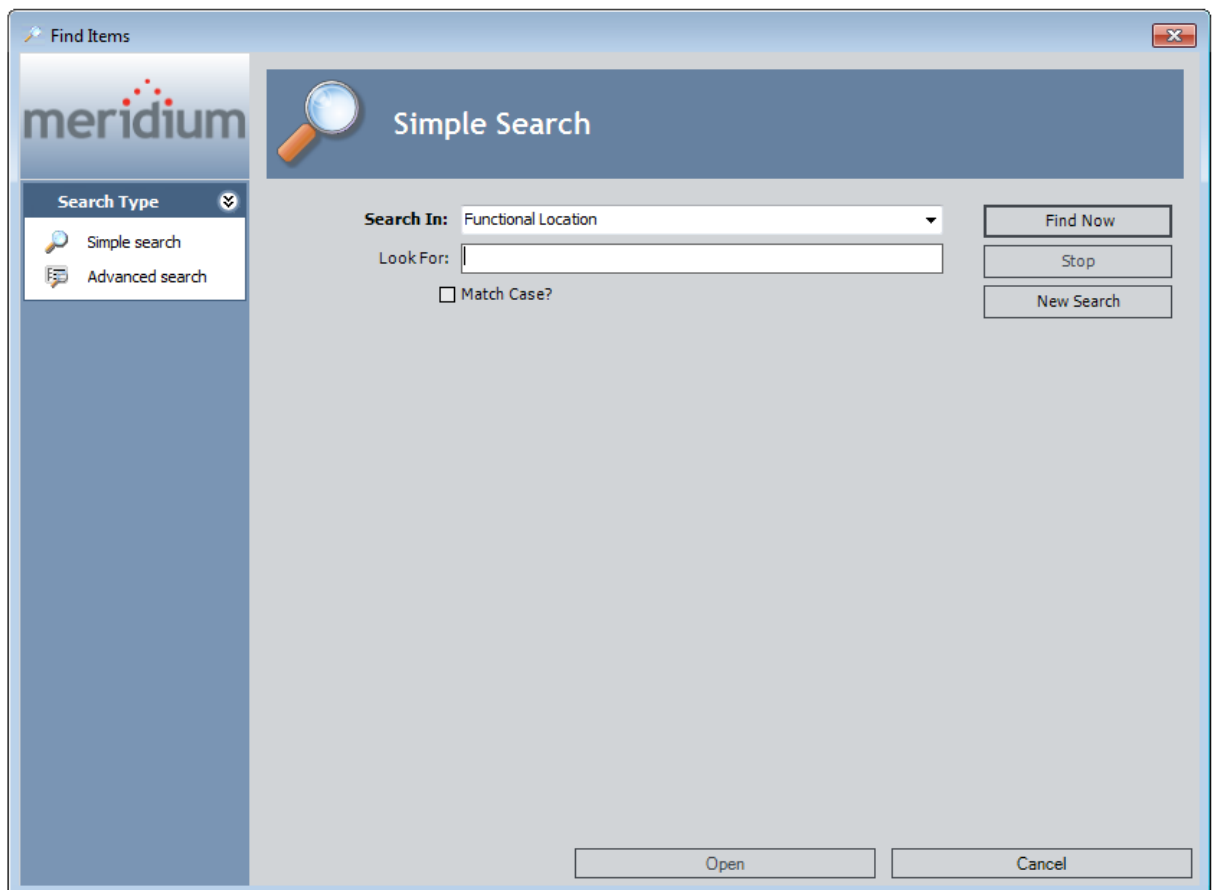 Find Items
meridium
Simple Search
Search Type
Simple search
Advanced search
Search In: Functional Location
Look For:
Match Case?
Find Now
Stop
New Search
Open
Cancel